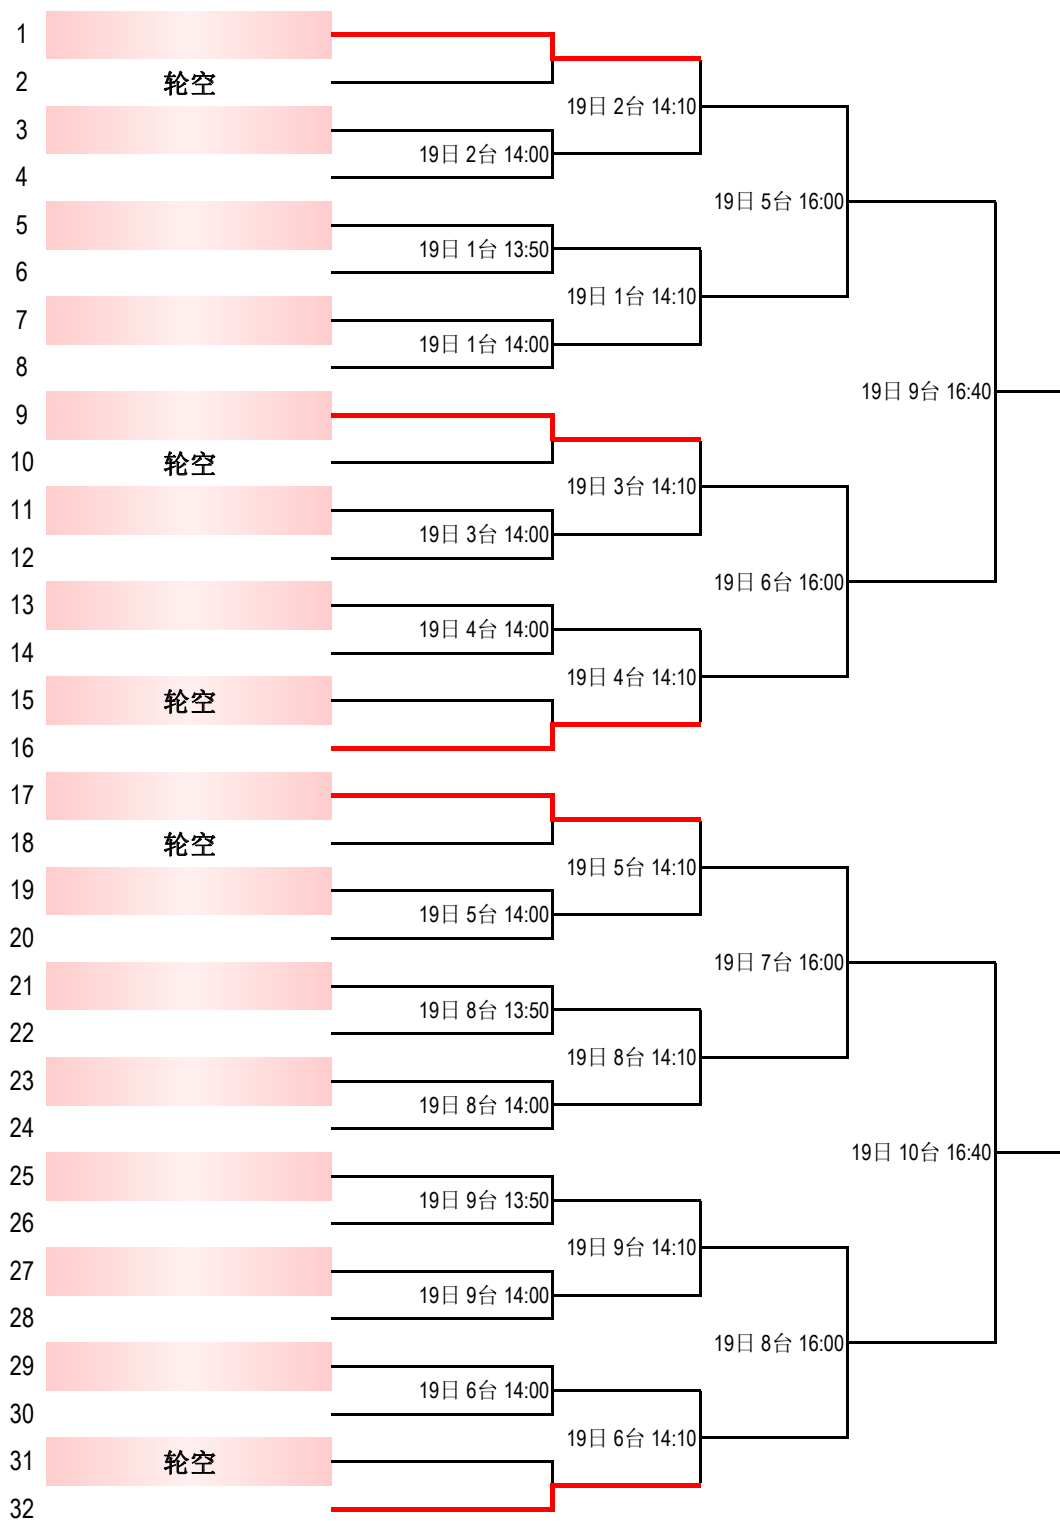 1
2 轮空
19日 2台 14:10
3
19日 2台 14:00
4
19日 5台 16:00
5
19日 1台 13:50
6
19日 1台 14:10
7
19日 1台 14:00
8
19日 9台 16:40
9
10 轮空
19日 3台 14:10
11
19日 3台 14:00
12
19日 6台 16:00
13
19日 4台 14:00
14
19日 4台 14:10
15 轮空
16
17
18 轮空
19日 5台 14:10
19
19日 5台 14:00
20
19日 7台 16:00
21
19日 8台 13:50
22
19日 8台 14:10
23
19日 8台 14:00
24
19日 10台 16:40
25
19日 9台 13:50
26
19日 9台 14:10
27
19日 9台 14:00
28
19日 8台 16:00
29
19日 6台 14:00
30
19日 6台 14:10
31 轮空
32